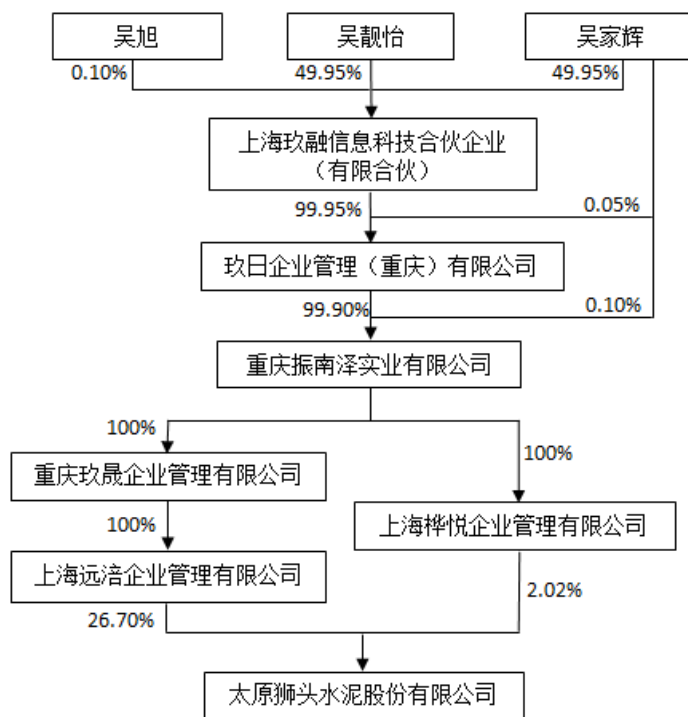 吴旭
吴靓怡
吴家辉
0.10%
49.95%
49.95%
上海玖融信息科技合伙企业
（有限合伙）
99.95%
0.05%
玖日企业管理（重庆）有限公司
99.90%
0.10%
重庆振南泽实业有限公司
100%
100%
重庆玖晟企业管理有限公司
100%
上海桦悦企业管理有限公司
上海远涪企业管理有限公司
26.70%
2.02%
太原狮头水泥股份有限公司